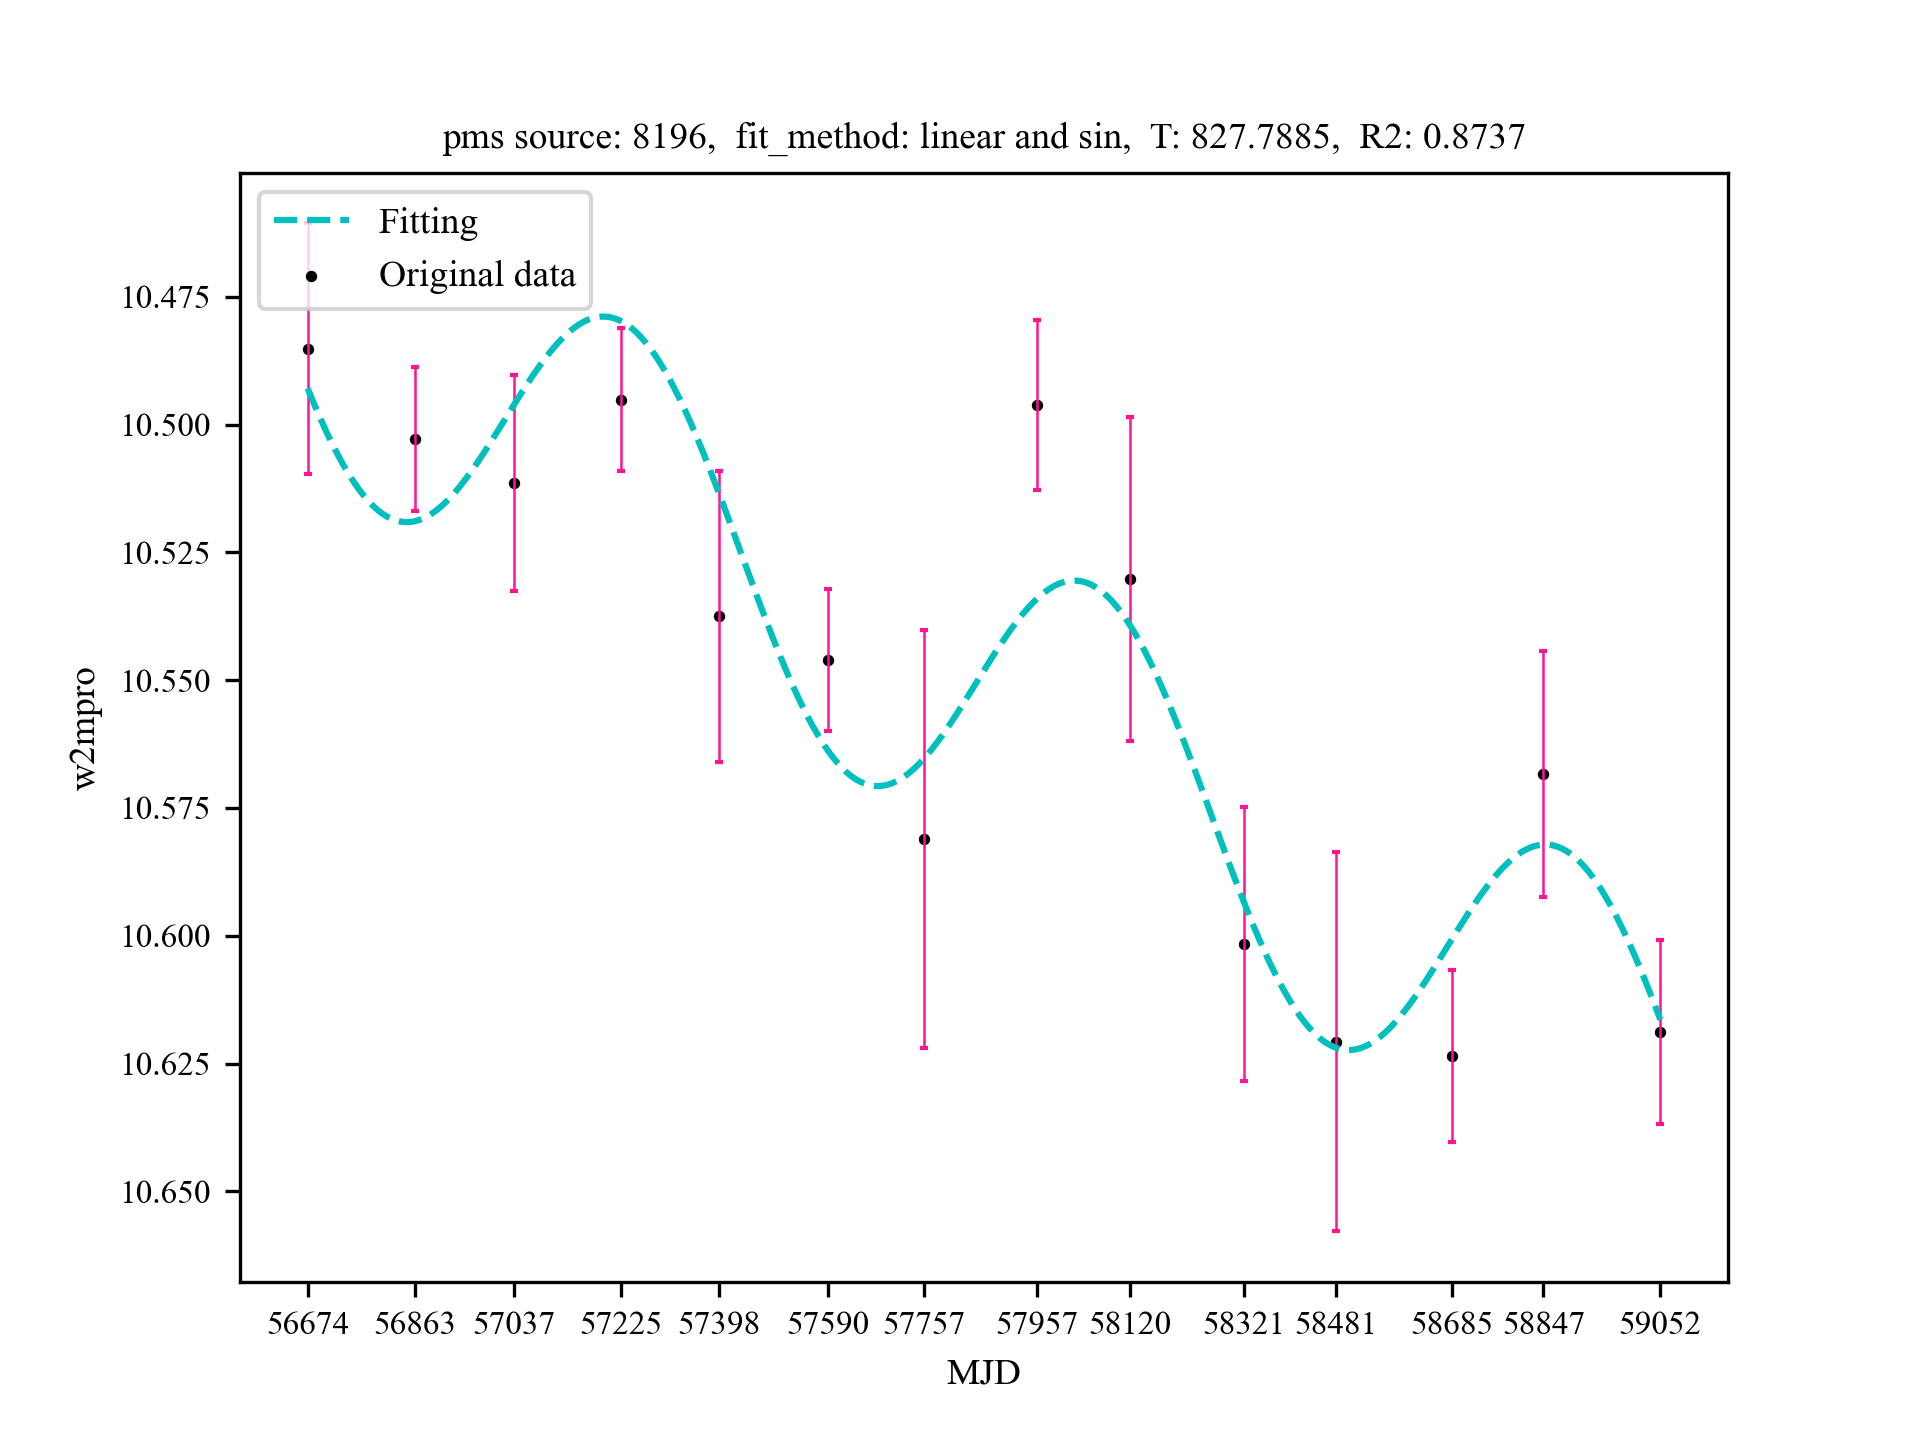 pms source: 8196,  fit_method: linear and sin,  T: 827.7885,  R2: 0.8737
Fitting
Original data
10.475
10.500
10.525
10.550
10.575
10.600
10.625
10.650
w2mpro
56674 56863 57037 57225 57398 57590 57757 57957 58120 58321 58481 58685 58847 59052
MJD